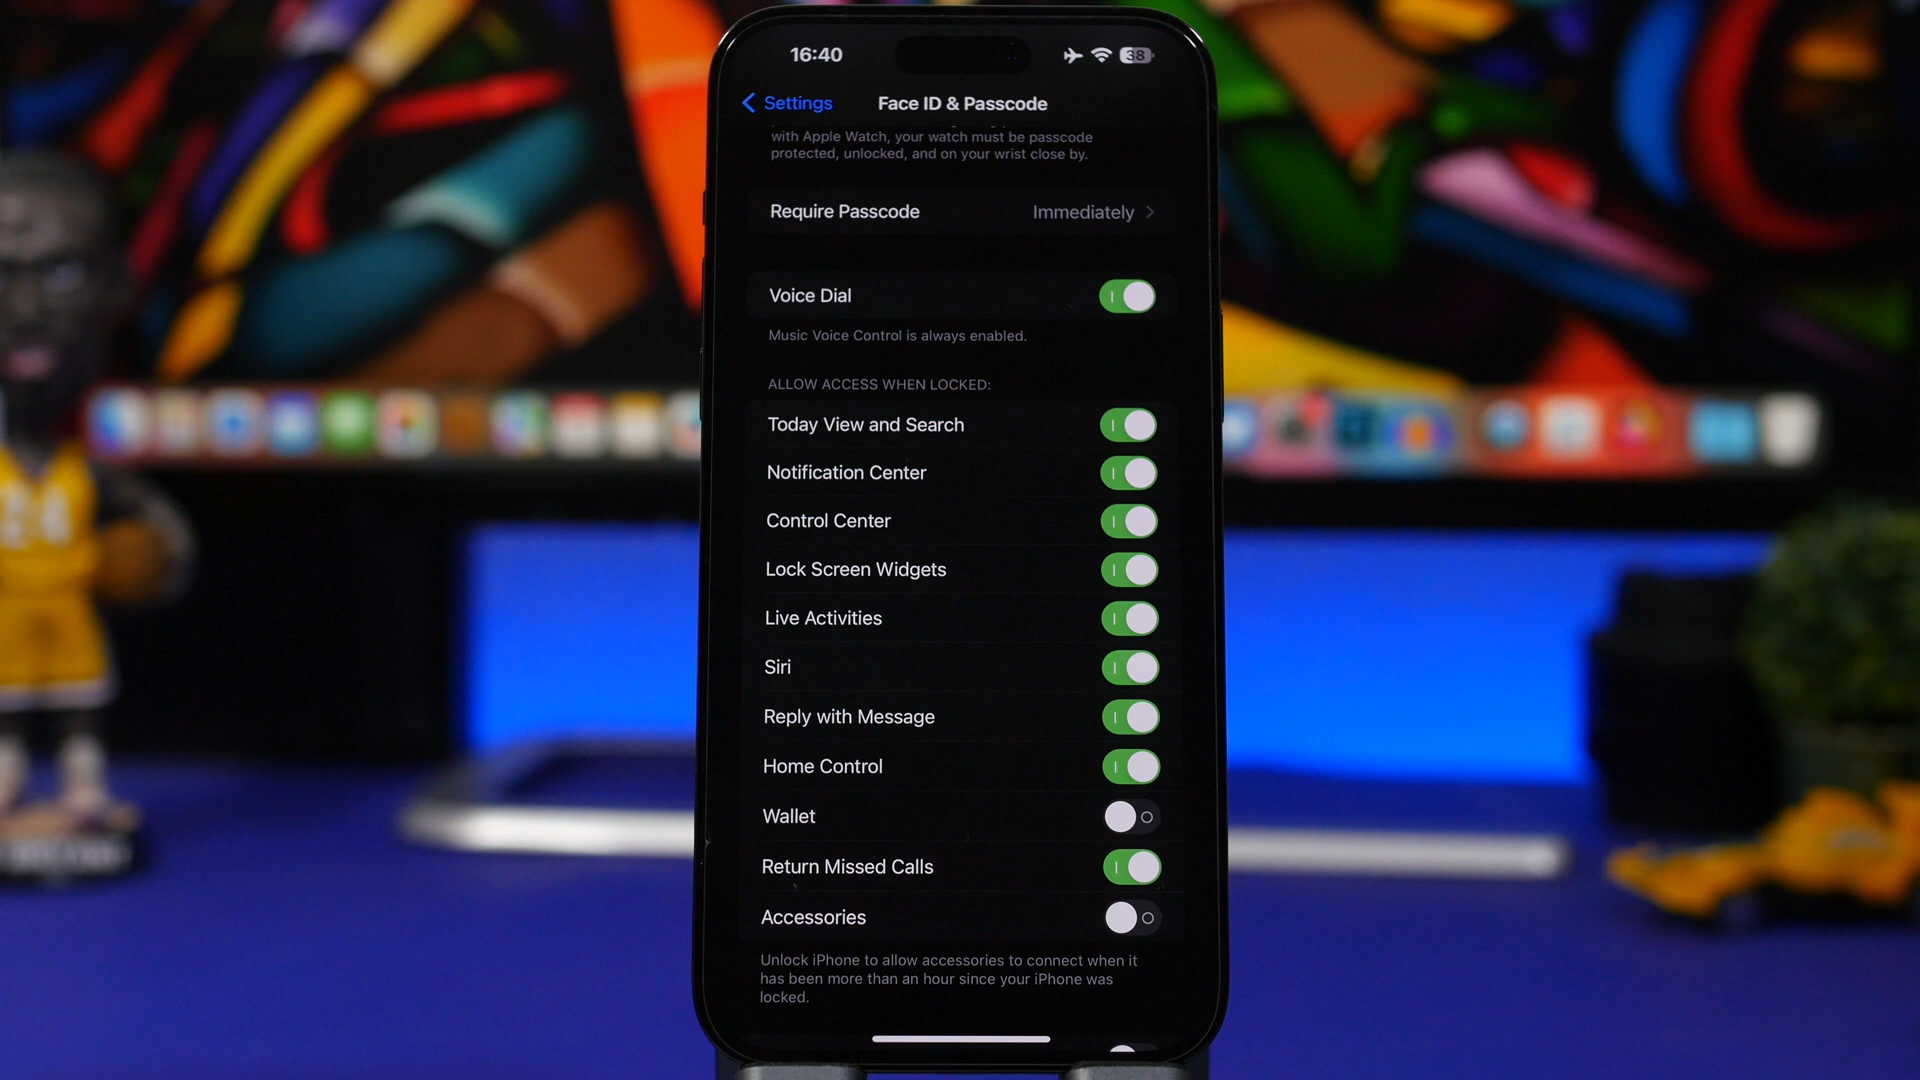 16:40
38
Settings
Face ID & Passcode
with Apple Watch, your watch must be passcode
protected, unlocked, and on your wrist close by.
Require Passcode
Immediately
Voice Dial
Music Voice Control is always enabled.
ALLOW ACCESS WHEN LOCKED:
Today View and Search
Notification Center
Control Center
Lock Screen Widgets
Live Activities
Siri
Reply with Message
Home Control
Wallet
Return Missed Calls
Accessories
Unlock iPhone to allow accessories to connect when it
has been more than an hour since your iPhone was
locked.
24